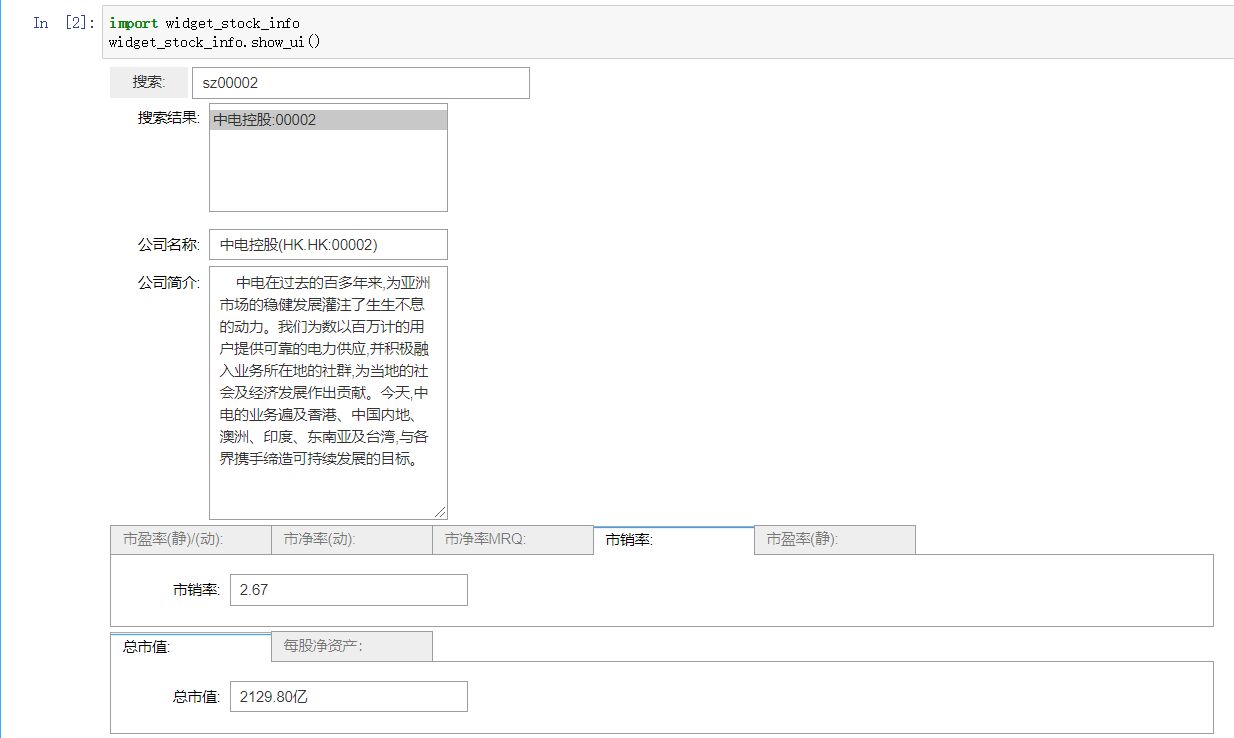 In [2]: import widget_stock_info
widget_stock_info.show_ui()
搜索: sz00002
搜索结果: 中电控股:00002
公司名称: 中电控股(HK.HK:00002)
公司简介: 中电在过去的百多年来,为亚洲
市场的稳健发展灌注了生生不息
的动力。我们为数以百万计的用
户提供可靠的电力供应,并积极融
入业务所在地的社群,为当地的社
会及经济发展作出贡献。今天,中
电的业务遍及香港、中国内地、
澳洲、印度、东南亚及台湾,与各
界携手缔造可持续发展的目标。
市盈率(静)/(动): 市净率(动): 市净率MRQ: 市销率: 市盈率(静):
市销率: 2.67
总市值: 每股净资产:
总市值: 2129.80亿